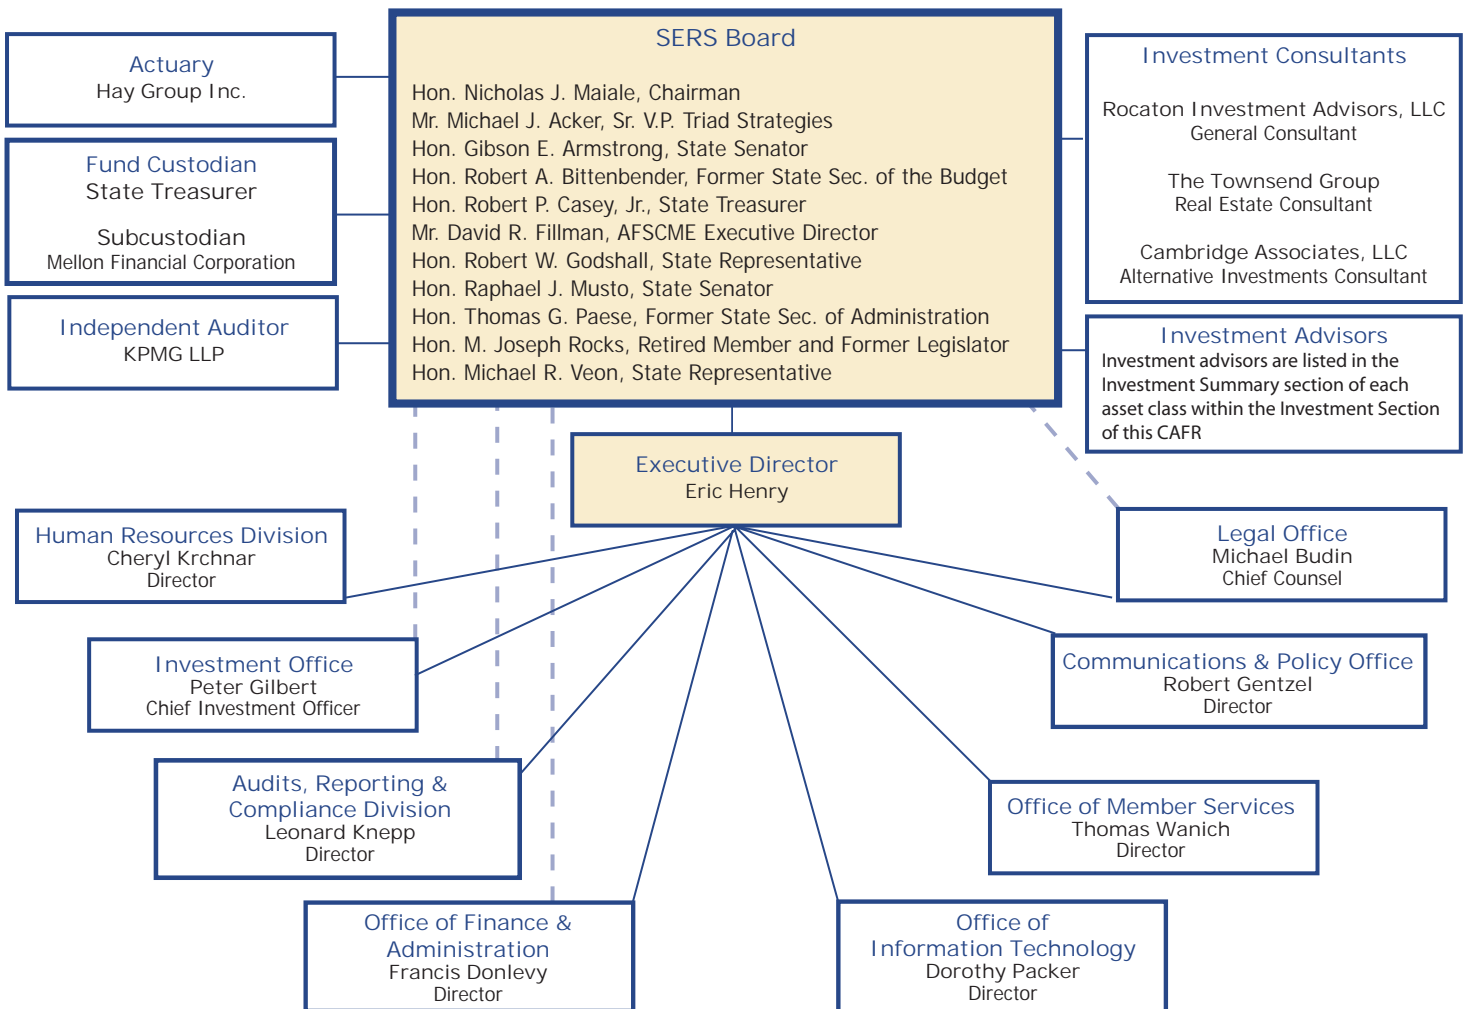 SERS Board
Hon. Nicholas J. Maiale, Chairman
Mr. Michael J. Acker, Sr. V.P. Triad Strategies
Hon. Gibson E. Armstrong, State Senator
Hon. Robert A. Bittenbender, Former State Sec. of the Budget
Hon. Robert P. Casey, Jr., State Treasurer
Mr. David R. Fillman, AFSCME Executive Director
Hon. Robert W. Godshall, State Representative
Hon. Raphael J. Musto, State Senator
Hon. Thomas G. Paese, Former State Sec. of Administration
Hon. M. Joseph Rocks, Retired Member and Former Legislator
Hon. Michael R. Veon, State Representative
Actuary
Hay Group Inc.
Fund Custodian
State Treasurer
Subcustodian
Mellon Financial Corporation
Independent Auditor
KPMG LLP
Investment Consultants
Rocaton Investment Advisors, LLC
General Consultant
The Townsend Group
Real Estate Consultant
Cambridge Associates, LLC
Alternative Investments Consultant
Investment Advisors
Investment advisors are listed in the
Investment Summary section of each
asset class within the Investment Section
of this CAFR
Executive Director
Eric Henry
Human Resources Division
Cheryl Krchnar
Director
Investment Office
Peter Gilbert
Chief Investment Officer
Audits, Reporting &
Compliance Division
Leonard Knepp
Director
Office of Finance &
Administration
Francis Donlevy
Director
Office of
Information Technology
Dorothy Packer
Director
Office of Member Services
Thomas Wanich
Director
Communications & Policy Office
Robert Gentzel
Director
Legal Office
Michael Budin
Chief Counsel